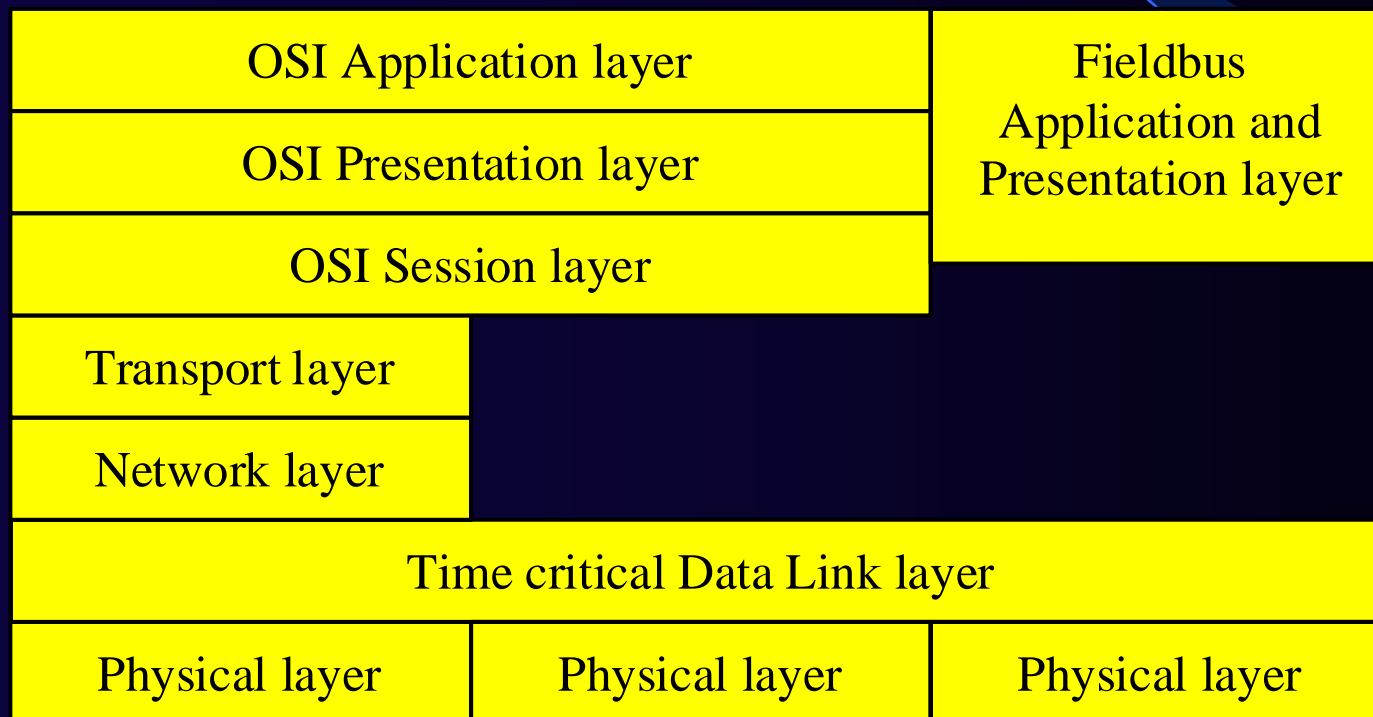 OSI Application layer
OSI Presentation layer
OSI Session layer
Fieldbus
Application and
Presentation layer
Transport layer
Network layer
Time critical Data Link layer
Physical layer
Physical layer
Physical layer